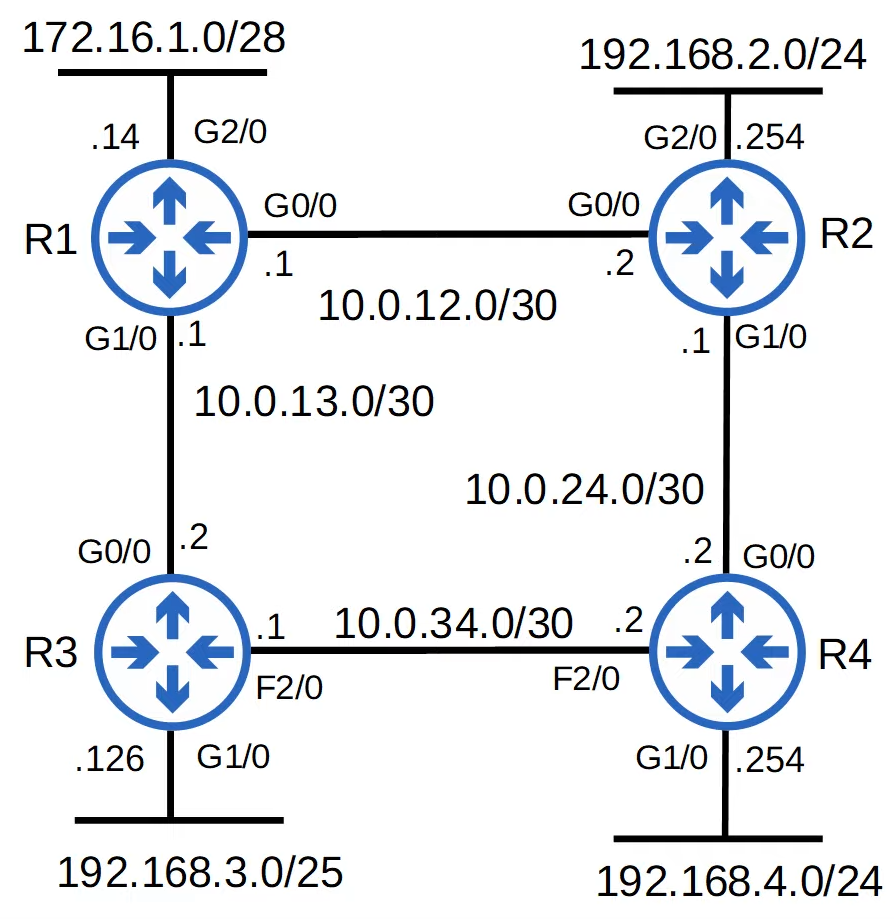 172.16.1.0/28
192.168.2.0/24
.14
G2/0
G2/0
.254
R1
G0/0
G0/0
R2
.1
.2
10.0.12.0/30
G1/0
.1
.1
G1/0
10.0.13.0/30
10.0.24.0/30
G0/0
.2
.2
G0/0
R3
.1
10.0.34.0/30
.2
R4
F2/0
F2/0
.126
G1/0
G1/0
.254
192.168.3.0/25
192.168.4.0/24